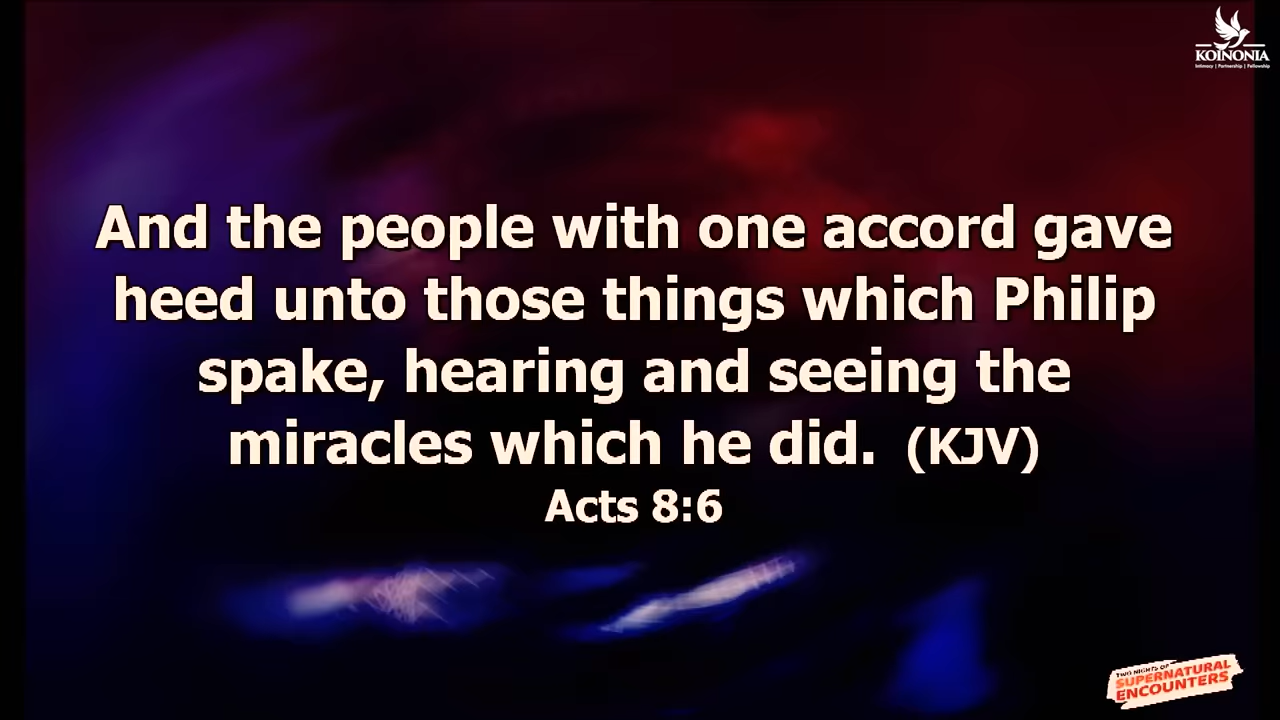 KOINONIA
Intimacy | Partnership | Fellowship
And the people with one accord gave
heed unto those things which Philip
spake, hearing and seeing the
miracles which he did. (KJV)
Acts 8:6
TWO NIGHTS OF
SUPERNATURAL
ENCOUNTERS